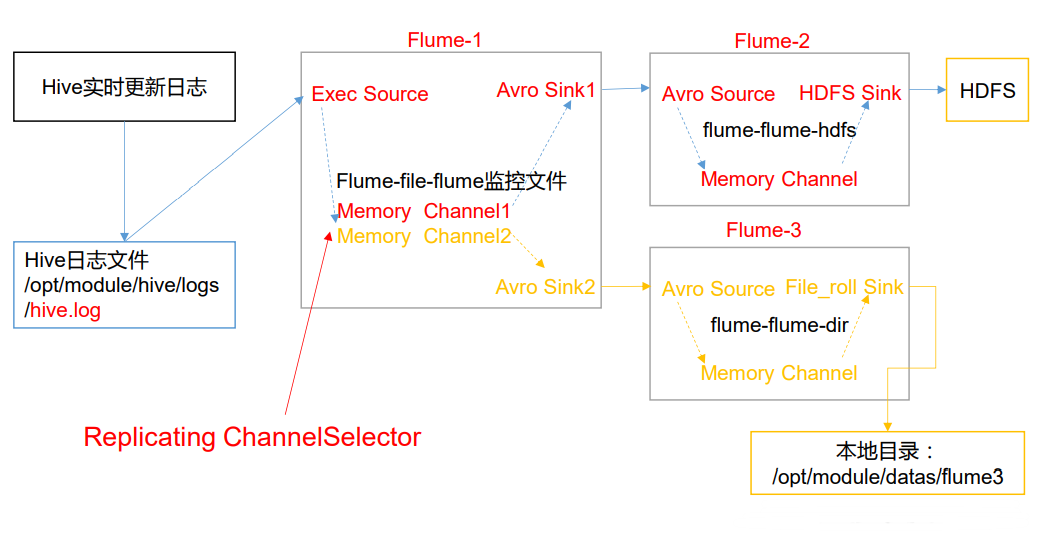 Flume-1
Flume-2
Hive实时更新日志
Exec Source
Avro Sink1
Avro Source
HDFS Sink
HDFS
flume-flume-hdfs
Flume-file-flume监控文件
Memory Channel
Memory Channel1
Memory Channel2
Flume-3
Hive日志文件
/opt/module/hive/logs
/hive.log
Avro Sink2
Avro Source
File_roll Sink
flume-flume-dir
Memory Channel
Replicating ChannelSelector
本地目录：
/opt/module/datas/flume3